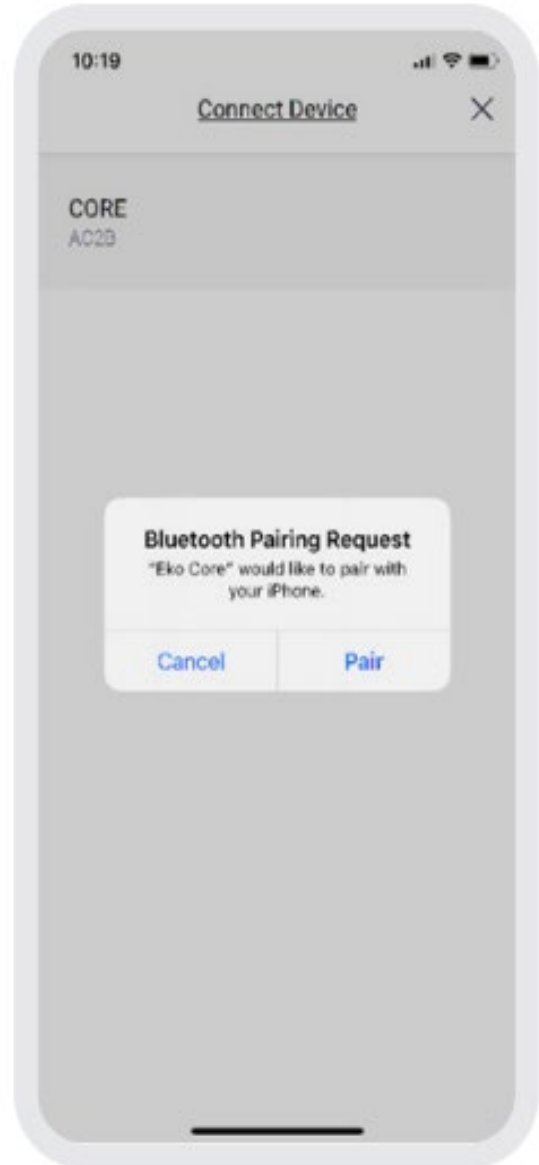 10:19
Connect Device
CORE
AC2B
Bluetooth Pairing Request
"Eko Core" would like to pair with
your iPhone.
Cancel
Pair